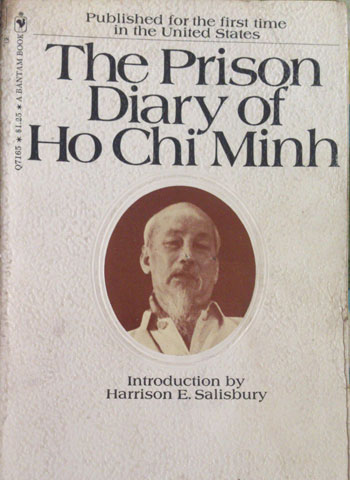 Published for the first time
in the United States
The Prison
Diary of
Ho Chi Minh
Q7165 ★ $1.25 ★ A BANTAM BOOK
Introduction by
Harrison E. Salisbury